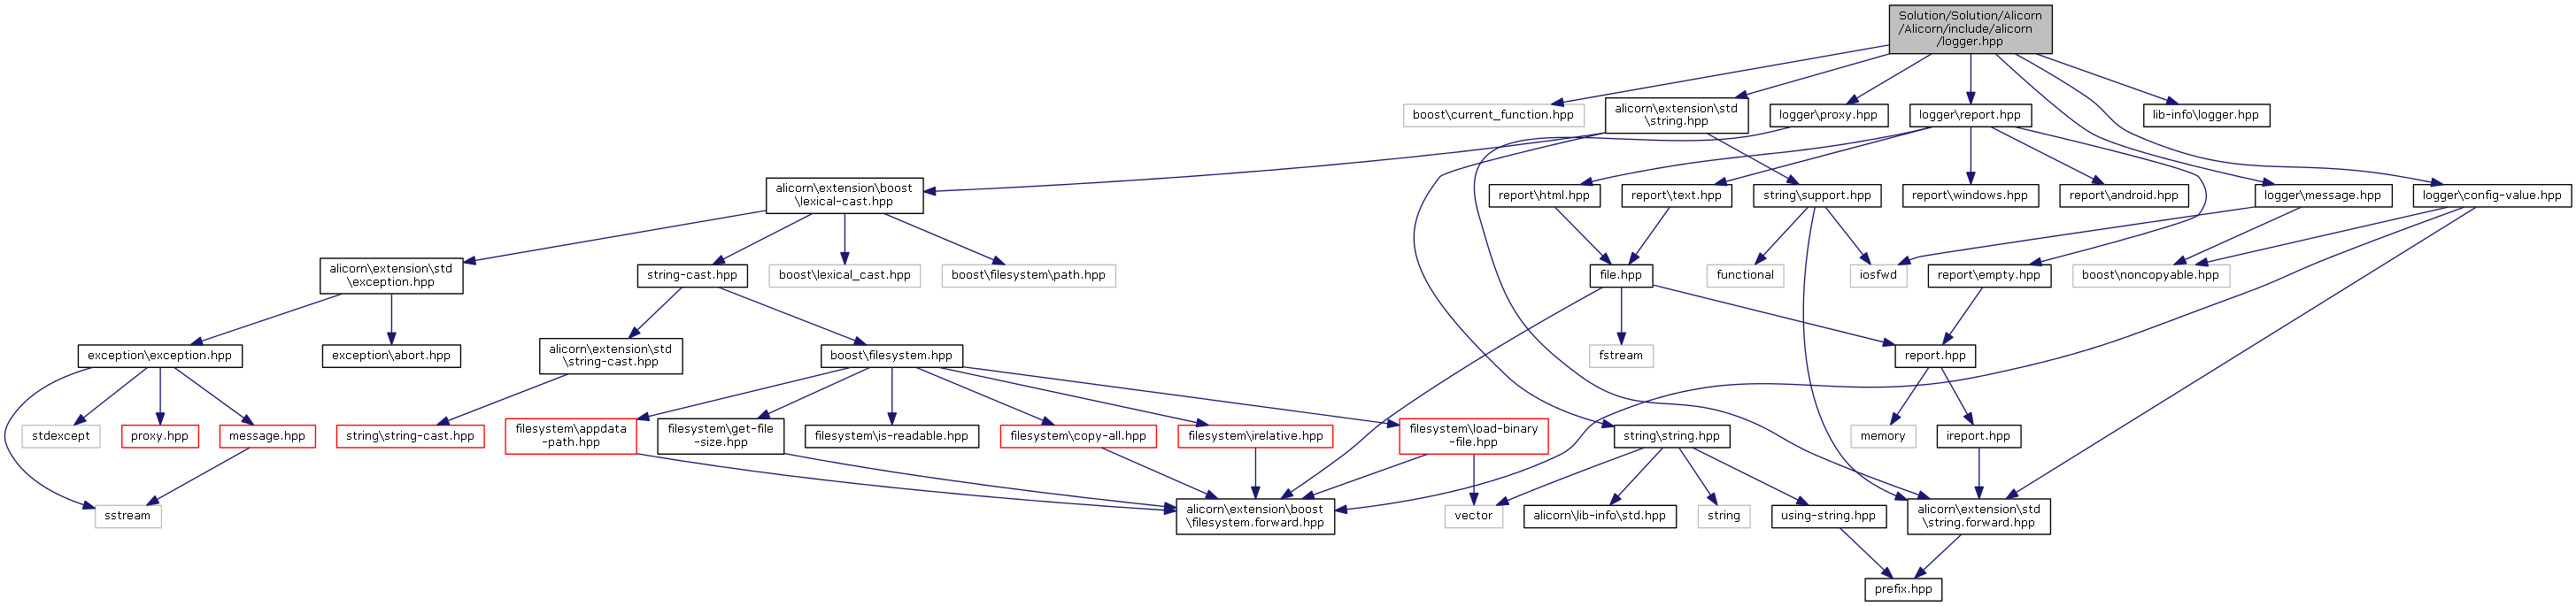 Solution/Solution/Alicorn
/Alicorn/include/alicorn
/logger.hpp
boost\current_function.hpp
alicorn\extension\std
\string.hpp
logger\proxy.hpp
logger\report.hpp
lib-info\logger.hpp
alicorn\extension\boost
\lexical-cast.hpp
report\html.hpp
report\text.hpp
string\support.hpp
report\windows.hpp
report\android.hpp
logger\message.hpp
logger\config-value.hpp
alicorn\extension\std
\exception.hpp
string-cast.hpp
boost\lexical_cast.hpp
boost\filesystem\path.hpp
file.hpp
functional
iosfwd
report\empty.hpp
boost\noncopyable.hpp
exception\exception.hpp
exception\abort.hpp
alicorn\extension\std
\string-cast.hpp
boost\filesystem.hpp
fstream
report.hpp
stdexcept
proxy.hpp
message.hpp
string\string-cast.hpp
filesystem\appdata
-path.hpp
filesystem\get-file
-size.hpp
filesystem\is-readable.hpp
filesystem\copy-all.hpp
filesystem\irelative.hpp
filesystem\load-binary
-file.hpp
string\string.hpp
memory
ireport.hpp
sstream
alicorn\extension\boost
\filesystem.forward.hpp
vector
alicorn\lib-info\std.hpp
string
using-string.hpp
alicorn\extension\std
\string.forward.hpp
prefix.hpp